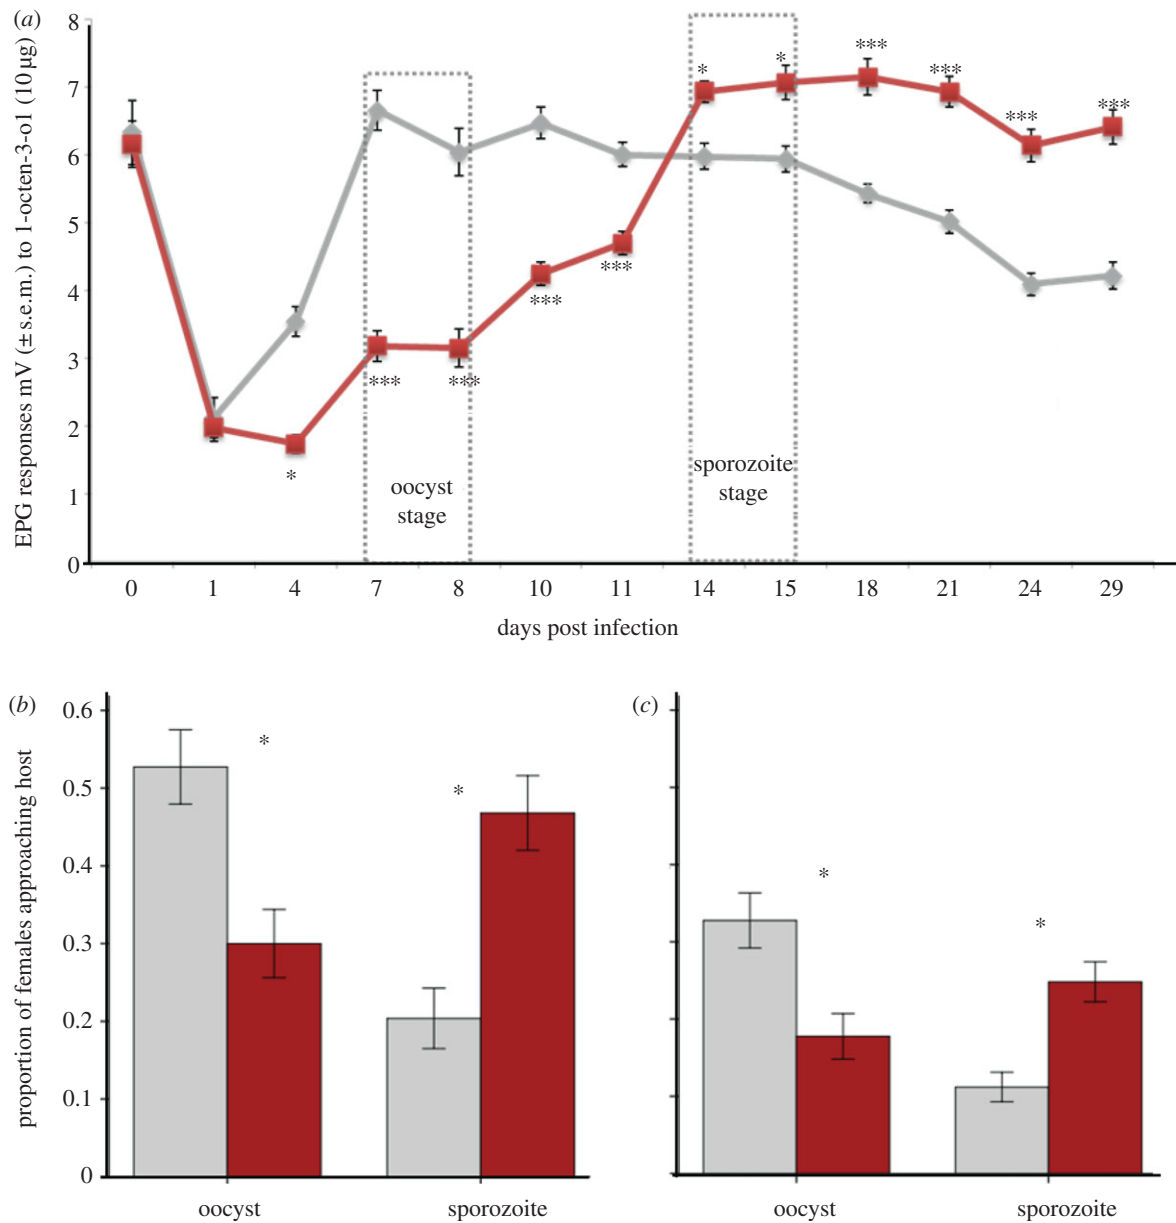 (a)
EPG responses mV (± s.e.m.) to 1-octen-3-o1 (10 µg)
8
7
6
5
4
3
2
1
0
* *** *** *** *** * * *** *** *** ***
oocyst
stage
sporozoite
stage
0 1 4 7 8 10 11 14 15 18 21 24 29
days post infection
(b)
proportion of females approaching host
0.6
0.5
0.4
0.3
0.2
0.1
0
* *
oocyst sporozoite
(c)
* *
oocyst sporozoite